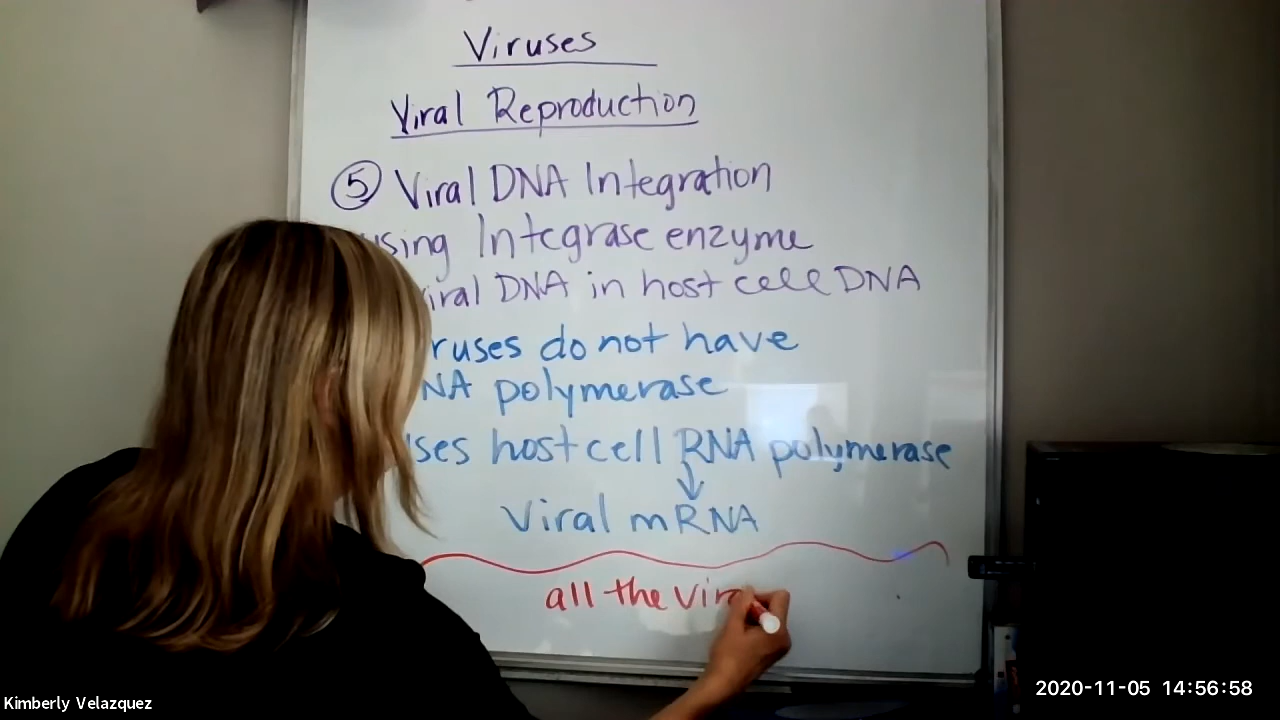 Viruses
Viral Reproduction
⑤ Viral DNA Integration
using Integrase enzyme
viral DNA in host cell DNA
ruses do not have
NA polymerase
ses host cell RNA polymerase
↓
Viral mRNA
all the vir
Kimberly Velazquez
2020-11-05 14:56:58